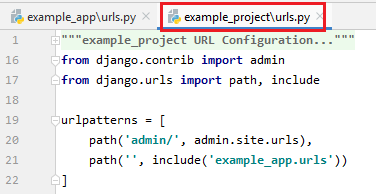 example_app\urls.py × example_project\urls.py ×
1 """example_project URL Configuration..."""
16 from django.contrib import admin
17 from django.urls import path, include
18
19 urlpatterns = [
20     path('admin/', admin.site.urls),
21     path('', include('example_app.urls'))
22 ]